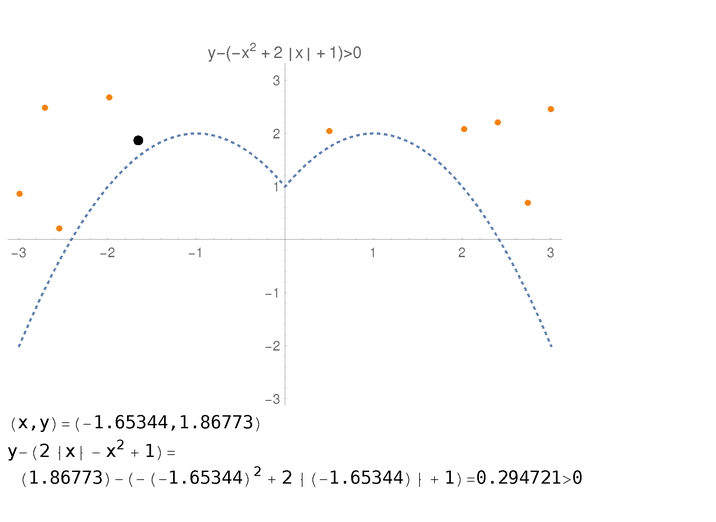 y−(−x² + 2 |x| + 1)>0
3
2
1
−3 −2 −1 1 2 3
−1
−2
−3
(x,y) = (−1.65344,1.86773)
y− (2 |x| − x² + 1) =
(1.86773) − (− (−1.65344)² + 2 | (−1.65344) | + 1) =0.294721>0